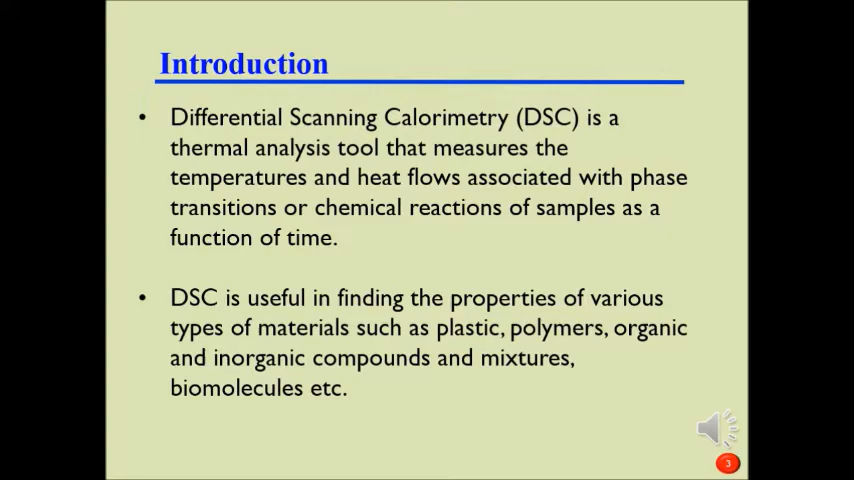 Introduction
• Differential Scanning Calorimetry (DSC) is a
thermal analysis tool that measures the
temperatures and heat flows associated with phase
transitions or chemical reactions of samples as a
function of time.
• DSC is useful in finding the properties of various
types of materials such as plastic, polymers, organic
and inorganic compounds and mixtures,
biomolecules etc.
3